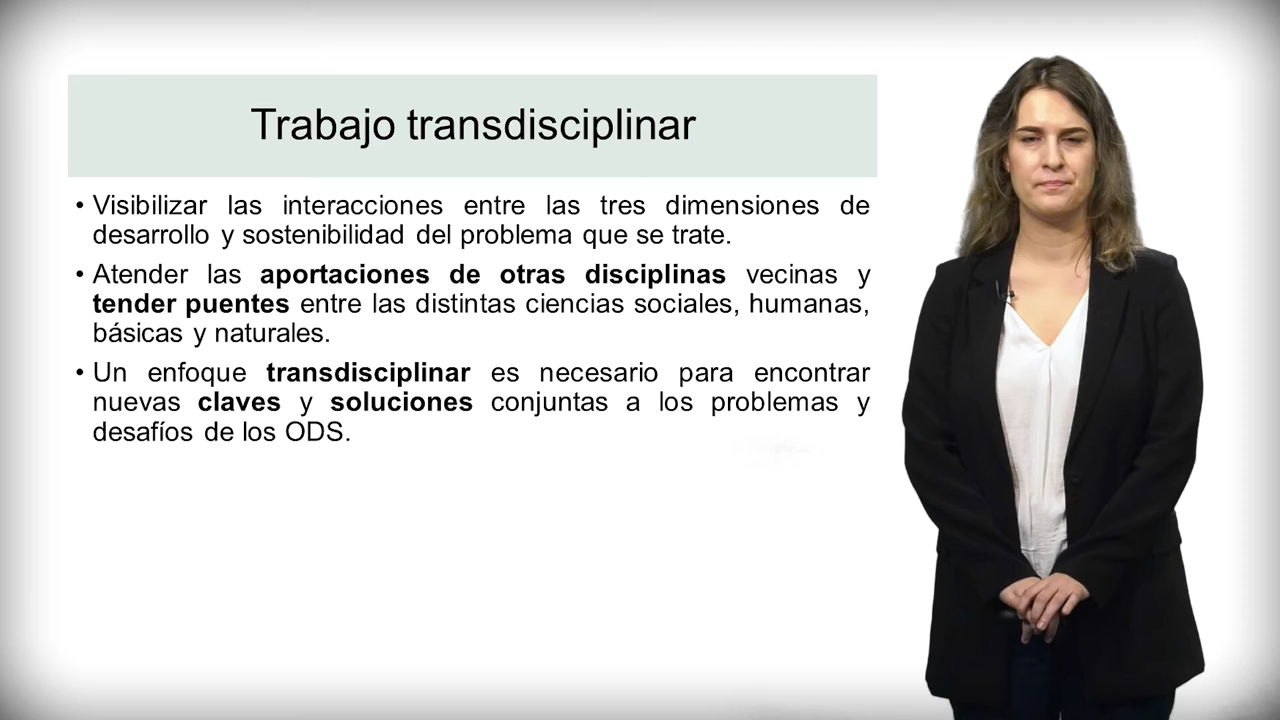 Trabajo transdisciplinar
• Visibilizar las interacciones entre las tres dimensiones de
desarrollo y sostenibilidad del problema que se trate.
• Atender las aportaciones de otras disciplinas vecinas y
tender puentes entre las distintas ciencias sociales, humanas,
básicas y naturales.
• Un enfoque transdisciplinar es necesario para encontrar
nuevas claves y soluciones conjuntas a los problemas y
desafíos de los ODS.